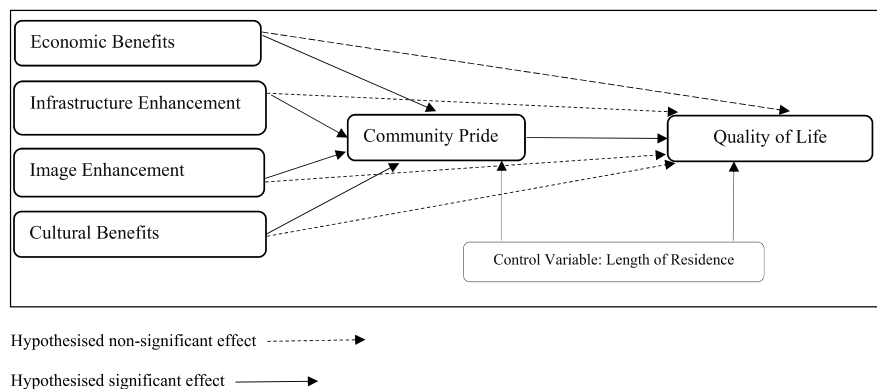 Economic Benefits
Infrastructure Enhancement
Community Pride
Quality of Life
Image Enhancement
Cultural Benefits
Control Variable: Length of Residence
Hypothesised non-significant effect
Hypothesised significant effect